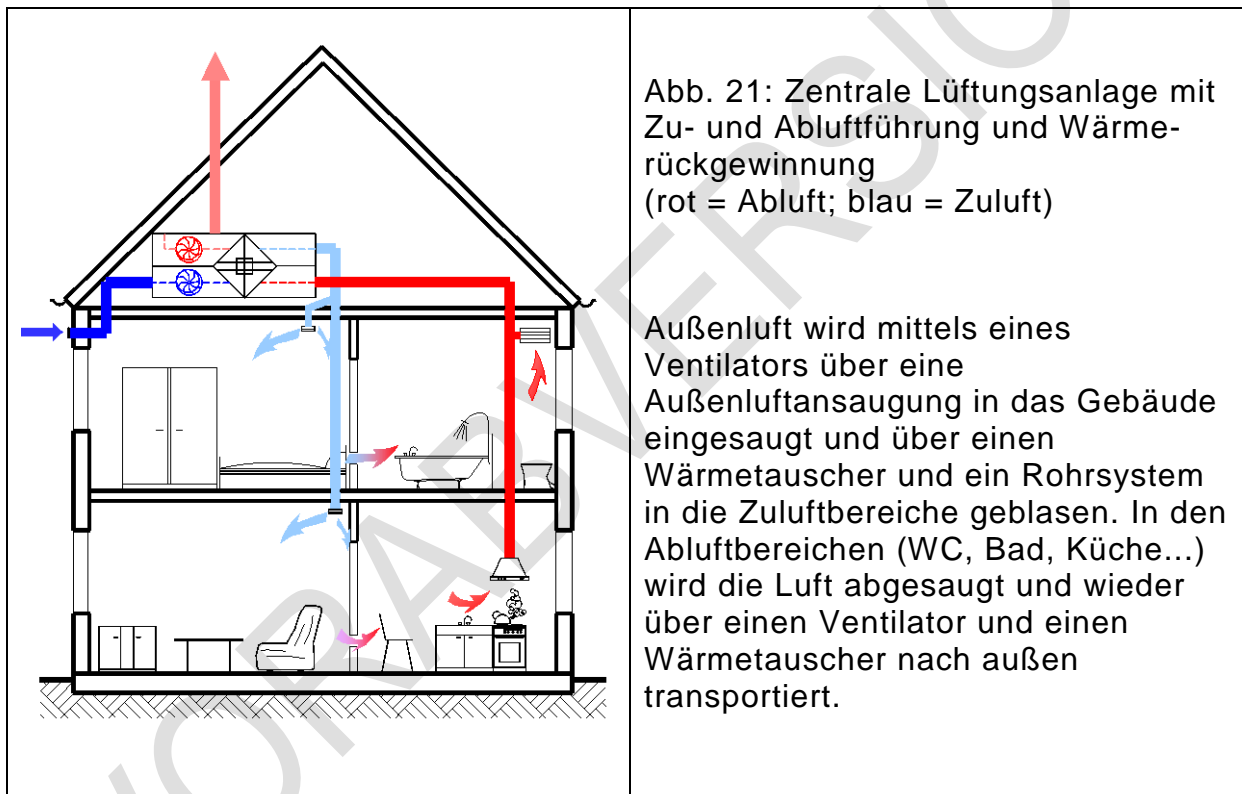 Abb. 21: Zentrale Lüftungsanlage mit
Zu- und Abluftführung und Wärme-
rückgewinnung
(rot = Abluft; blau = Zuluft)
Außenluft wird mittels eines
Ventilators über eine
Außenluftansaugung in das Gebäude
eingesaugt und über einen
Wärmetauscher und ein Rohrsystem
in die Zuluftbereiche geblasen. In den
Abluftbereichen (WC, Bad, Küche...)
wird die Luft abgesaugt und wieder
über einen Ventilator und einen
Wärmetauscher nach außen
transportiert.
VORABVERSIO